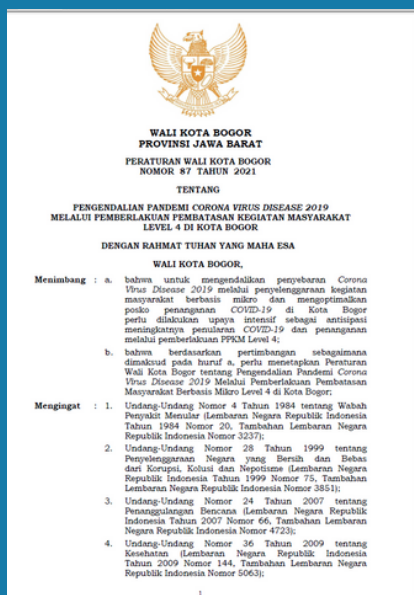 WALI KOTA BOGOR
PROVINSI JAWA BARAT
PERATURAN WALI KOTA BOGOR
NOMOR 87 TAHUN 2021
TENTANG
PENGENDALIAN PANDEMI CORONA VIRUS DISEASE 2019
MELALUI PEMBERLAKUAN PEMBATASAN KEGIATAN MASYARAKAT
LEVEL 4 DI KOTA BOGOR
DENGAN RAHMAT TUHAN YANG MAHA ESA
WALI KOTA BOGOR,
Menimbang : a. bahwa untuk mengendalikan penyebaran Corona
Virus Disease 2019 melalui penyelenggaraan kegiatan
masyarakat berbasis mikro dan mengoptimalkan
posko penanganan COVID-19 di Kota Bogor
perlu dilakukan upaya intensif sebagai antisipasi
meningkatnya penularan COVID-19 dan penanganan
melalui pemberlakuan PPKM Level 4;
b. bahwa berdasarkan pertimbangan sebagaimana
dimaksud pada huruf a, perlu menetapkan Peraturan
Wali Kota Bogor tentang Pengendalian Pandemi Corona
Virus Disease 2019 Melalui Pemberlakuan Pembatasan
Masyarakat Berbasis Mikro Level 4 di Kota Bogor;
Mengingat : 1. Undang-Undang Nomor 4 Tahun 1984 tentang Wabah
Penyakit Menular (Lembaran Negara Republik Indonesia
Tahun 1984 Nomor 20, Tambahan Lembaran Negara
Republik Indonesia Nomor 3237);
2. Undang-Undang Nomor 28 Tahun 1999 tentang
Penyelenggaraan Negara yang Bersih dan Bebas
dari Korupsi, Kolusi dan Nepotisme (Lembaran Negara
Republik Indonesia Tahun 1999 Nomor 75, Tambahan
Lembaran Negara Republik Indonesia Nomor 3851);
3. Undang-Undang Nomor 24 Tahun 2007 tentang
Penanggulangan Bencana (Lembaran Negara Republik
Indonesia Tahun 2007 Nomor 66, Tambahan Lembaran
Negara Republik Indonesia Nomor 4723);
4. Undang-Undang Nomor 36 Tahun 2009 tentang
Kesehatan (Lembaran Negara Republik Indonesia
Tahun 2009 Nomor 144, Tambahan Lembaran Negara
Republik Indonesia Nomor 5063);
1